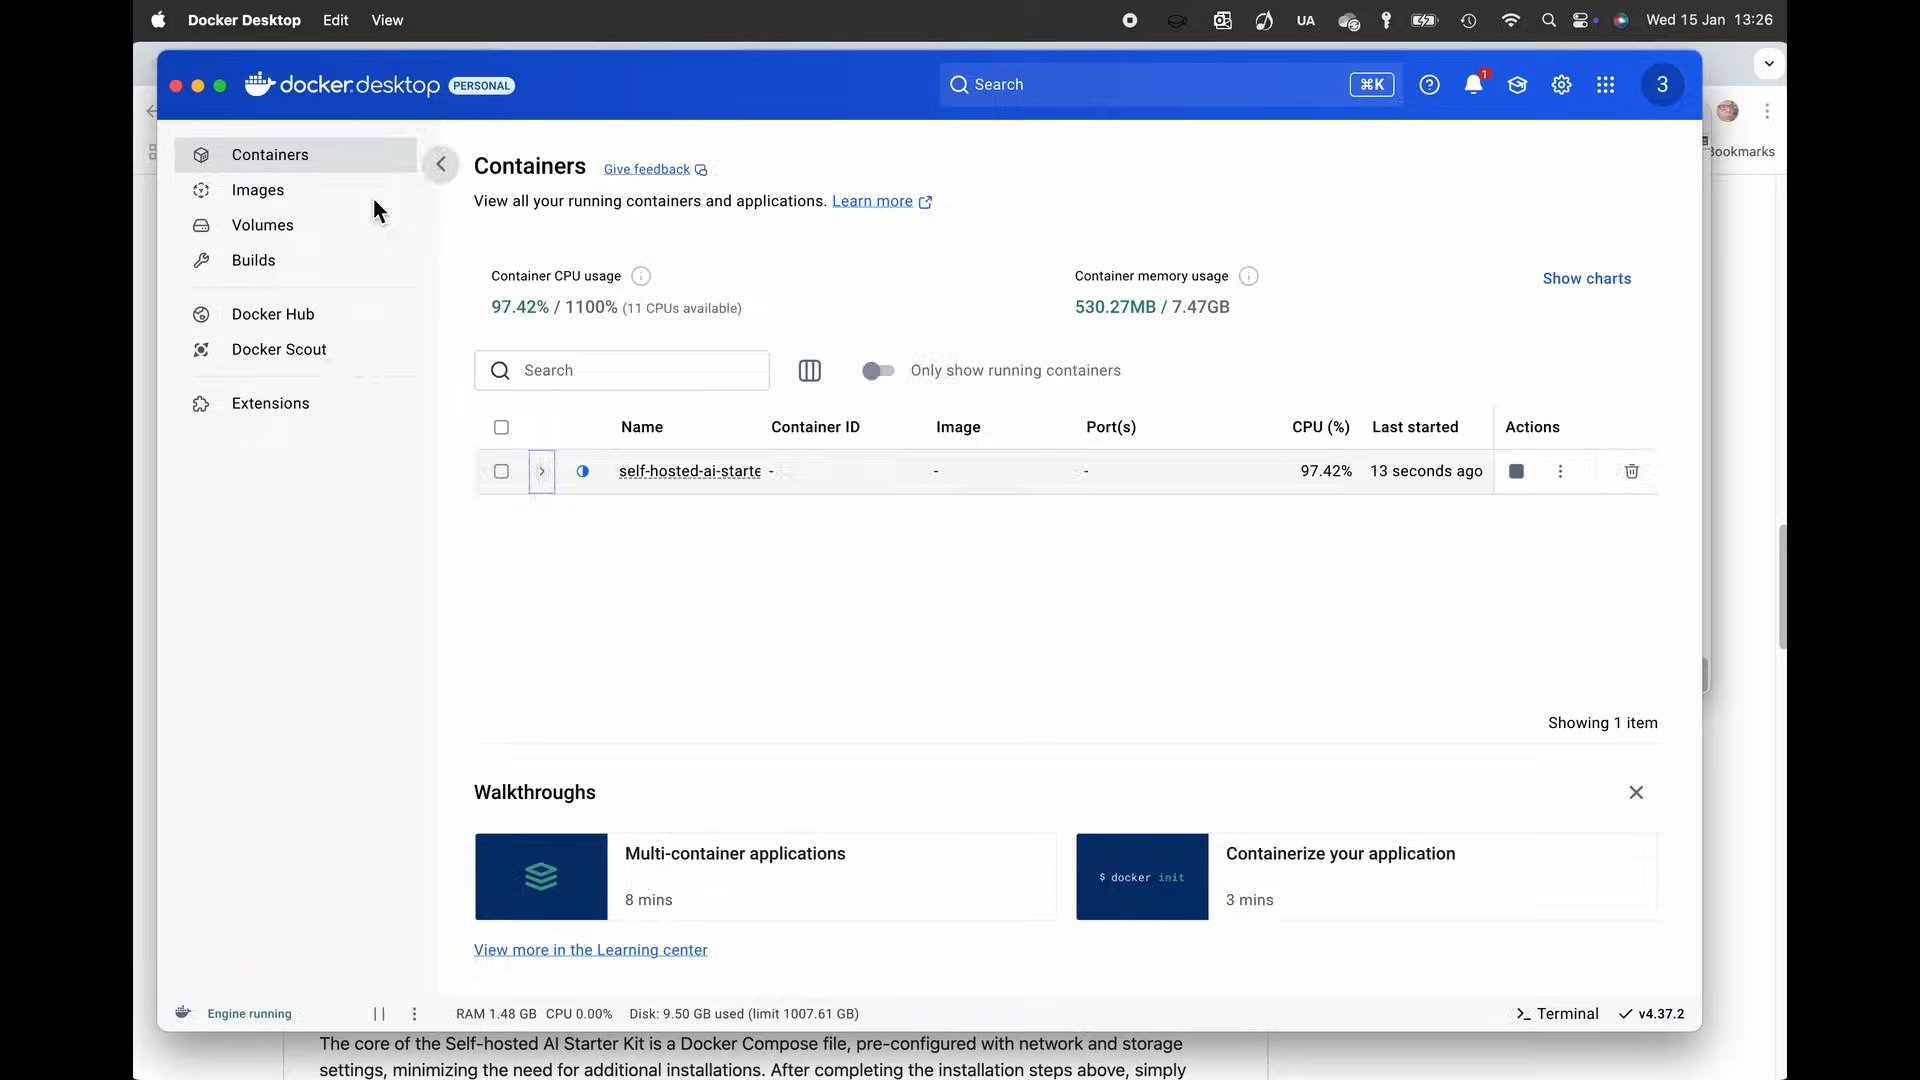 Docker Desktop Edit View UA Wed 15 Jan 13:26
docker.desktop PERSONAL Search ⌘K 1 3
Bookmarks
Containers
Images
Volumes
Builds
Docker Hub
Docker Scout
Extensions
Containers Give feedback
View all your running containers and applications. Learn more
Container CPU usage
97.42% / 1100% (11 CPUs available)
Container memory usage
530.27MB / 7.47GB
Show charts
Search Only show running containers
Name Container ID Image Port(s) CPU (%) Last started Actions
self-hosted-ai-starte - - - 97.42% 13 seconds ago
Showing 1 item
Walkthroughs
Multi-container applications
8 mins
$ docker init
Containerize your application
3 mins
View more in the Learning center
Engine running RAM 1.48 GB CPU 0.00% Disk: 9.50 GB used (limit 1007.61 GB) >_ Terminal v4.37.2
The core of the Self-hosted AI Starter Kit is a Docker Compose file, pre-configured with network and storage
settings, minimizing the need for additional installations. After completing the installation steps above, simply